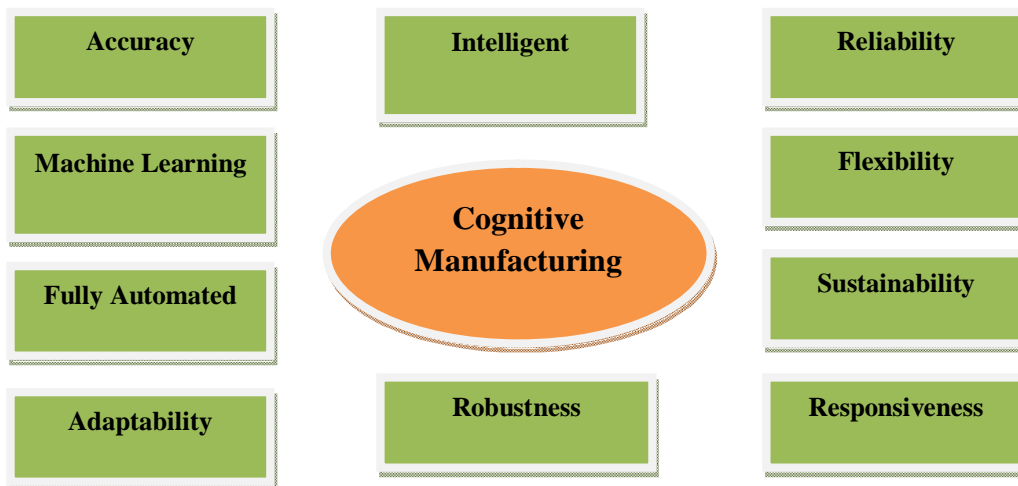 Accuracy
Intelligent
Reliability
Machine Learning
Flexibility
Cognitive
Manufacturing
Fully Automated
Sustainability
Adaptability
Robustness
Responsiveness